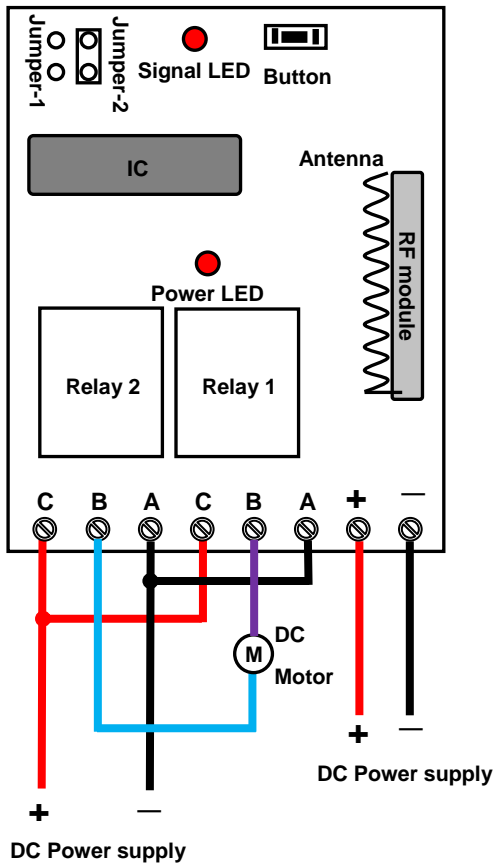 Jumper-1
Jumper-2
Signal LED
Button
IC
Antenna
RF module
Power LED
Relay 2
Relay 1
C B A C B A + —
DC
M
Motor
+ —
DC Power supply
+ —
DC Power supply